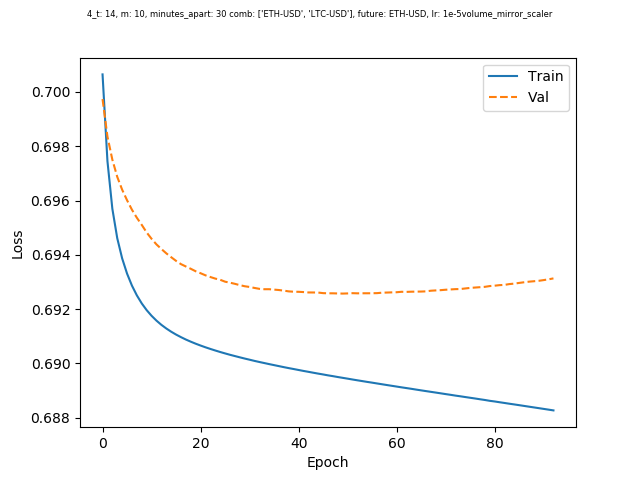 4_t: 14, m: 10, minutes_apart: 30 comb: ['ETH-USD', 'LTC-USD'], future: ETH-USD, lr: 1e-5volume_mirror_scaler
Train
Val
0.700
0.698
0.696
0.694
0.692
0.690
0.688
Loss
0 20 40 60 80
Epoch